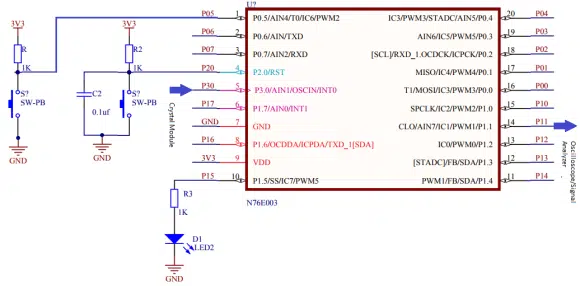 U?
P05 1 P0.5/AIN4/T0/IC6/PWM2 IC3/PWM3/STADC/AIN5/P0.4 20 P04
P06 2 P0.6/AIN/TXD AIN6/IC5/PWM5/P0.3 19 P03
P07 3 P0.7/AIN2/RXD [SCL]/RXD_1.OCDCK/ICPCK/P0.2 18 P02
P20 4 P2.0/RST MISO/IC4/PWM4/P0.1 17 P01
P30 5 P3.0/AIN1/OSCIN/INT0 T1/MOSI/IC3/PWM3/P0.0 16 P00
P17 6 P1.7/AIN0/INT1 SPCLK/IC2/PWM2/P1.0 15 P10
GND 7 GND CLO/AIN7/IC1/PWM1/P1.1 14 P11
P16 8 P1.6/OCDDA/ICPDA/TXD_1[SDA] IC0/PWM0/P1.2 13 P12
3V3 9 VDD [STADC]/FB/SDA/P1.3 12 P13
P15 10 P1.5/SS/IC7/PWM5 PWM1/FB/SDA/P1.4 11 P14
N76E003
3V3
R
1K
S?
SW-PB
GND
3V3
R2
1K
C2
0.1uf
S?
SW-PB
GND
Crystal Module
Oscilloscope/Signal
Analyzer
R3
1K
D1
LED2
GND